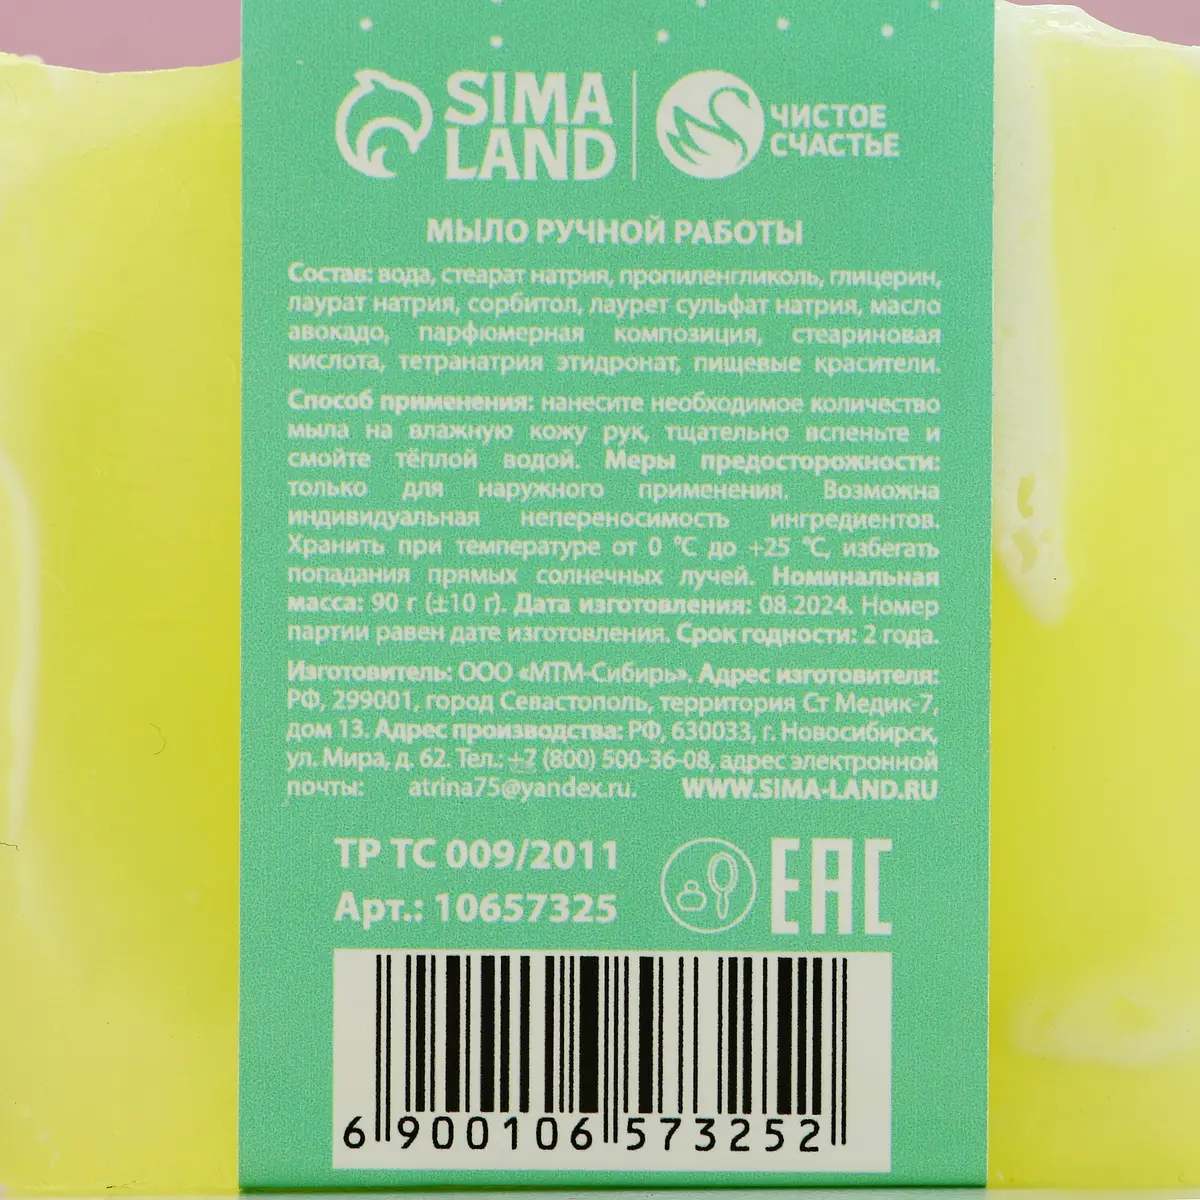 SIMA
LAND
ЧИСТОЕ
СЧАСТЬЕ
МЫЛО РУЧНОЙ РАБОТЫ
Состав: вода, стеарат натрия, пропиленгликоль, глицерин,
лаурат натрия, сорбитол, лаурет сульфат натрия, масло
авокадо, парфюмерная композиция, стеариновая
кислота, тетранатрия этидронат, пищевые красители.
Способ применения: нанесите необходимое количество
мыла на влажную кожу рук, тщательно вспеньте и
смойте тёплой водой. Меры предосторожности:
только для наружного применения. Возможна
индивидуальная непереносимость ингредиентов.
Хранить при температуре от 0 °С до +25 °С, избегать
попадания прямых солнечных лучей. Номинальная
масса: 90 г (±10 г). Дата изготовления: 08.2024. Номер
партии равен дате изготовления. Срок годности: 2 года.
Изготовитель: ООО «МТМ-Сибирь». Адрес изготовителя:
РФ, 299001, город Севастополь, территория Ст Медик-7,
дом 13. Адрес производства: РФ, 630033, г. Новосибирск,
ул. Мира, д. 62. Тел.: +7 (800) 500-36-08, адрес электронной
почты: atrina75@yandex.ru. WWW.SIMA-LAND.RU
ТР ТС 009/2011
Арт.: 10657325
EAC
6 900106 573252